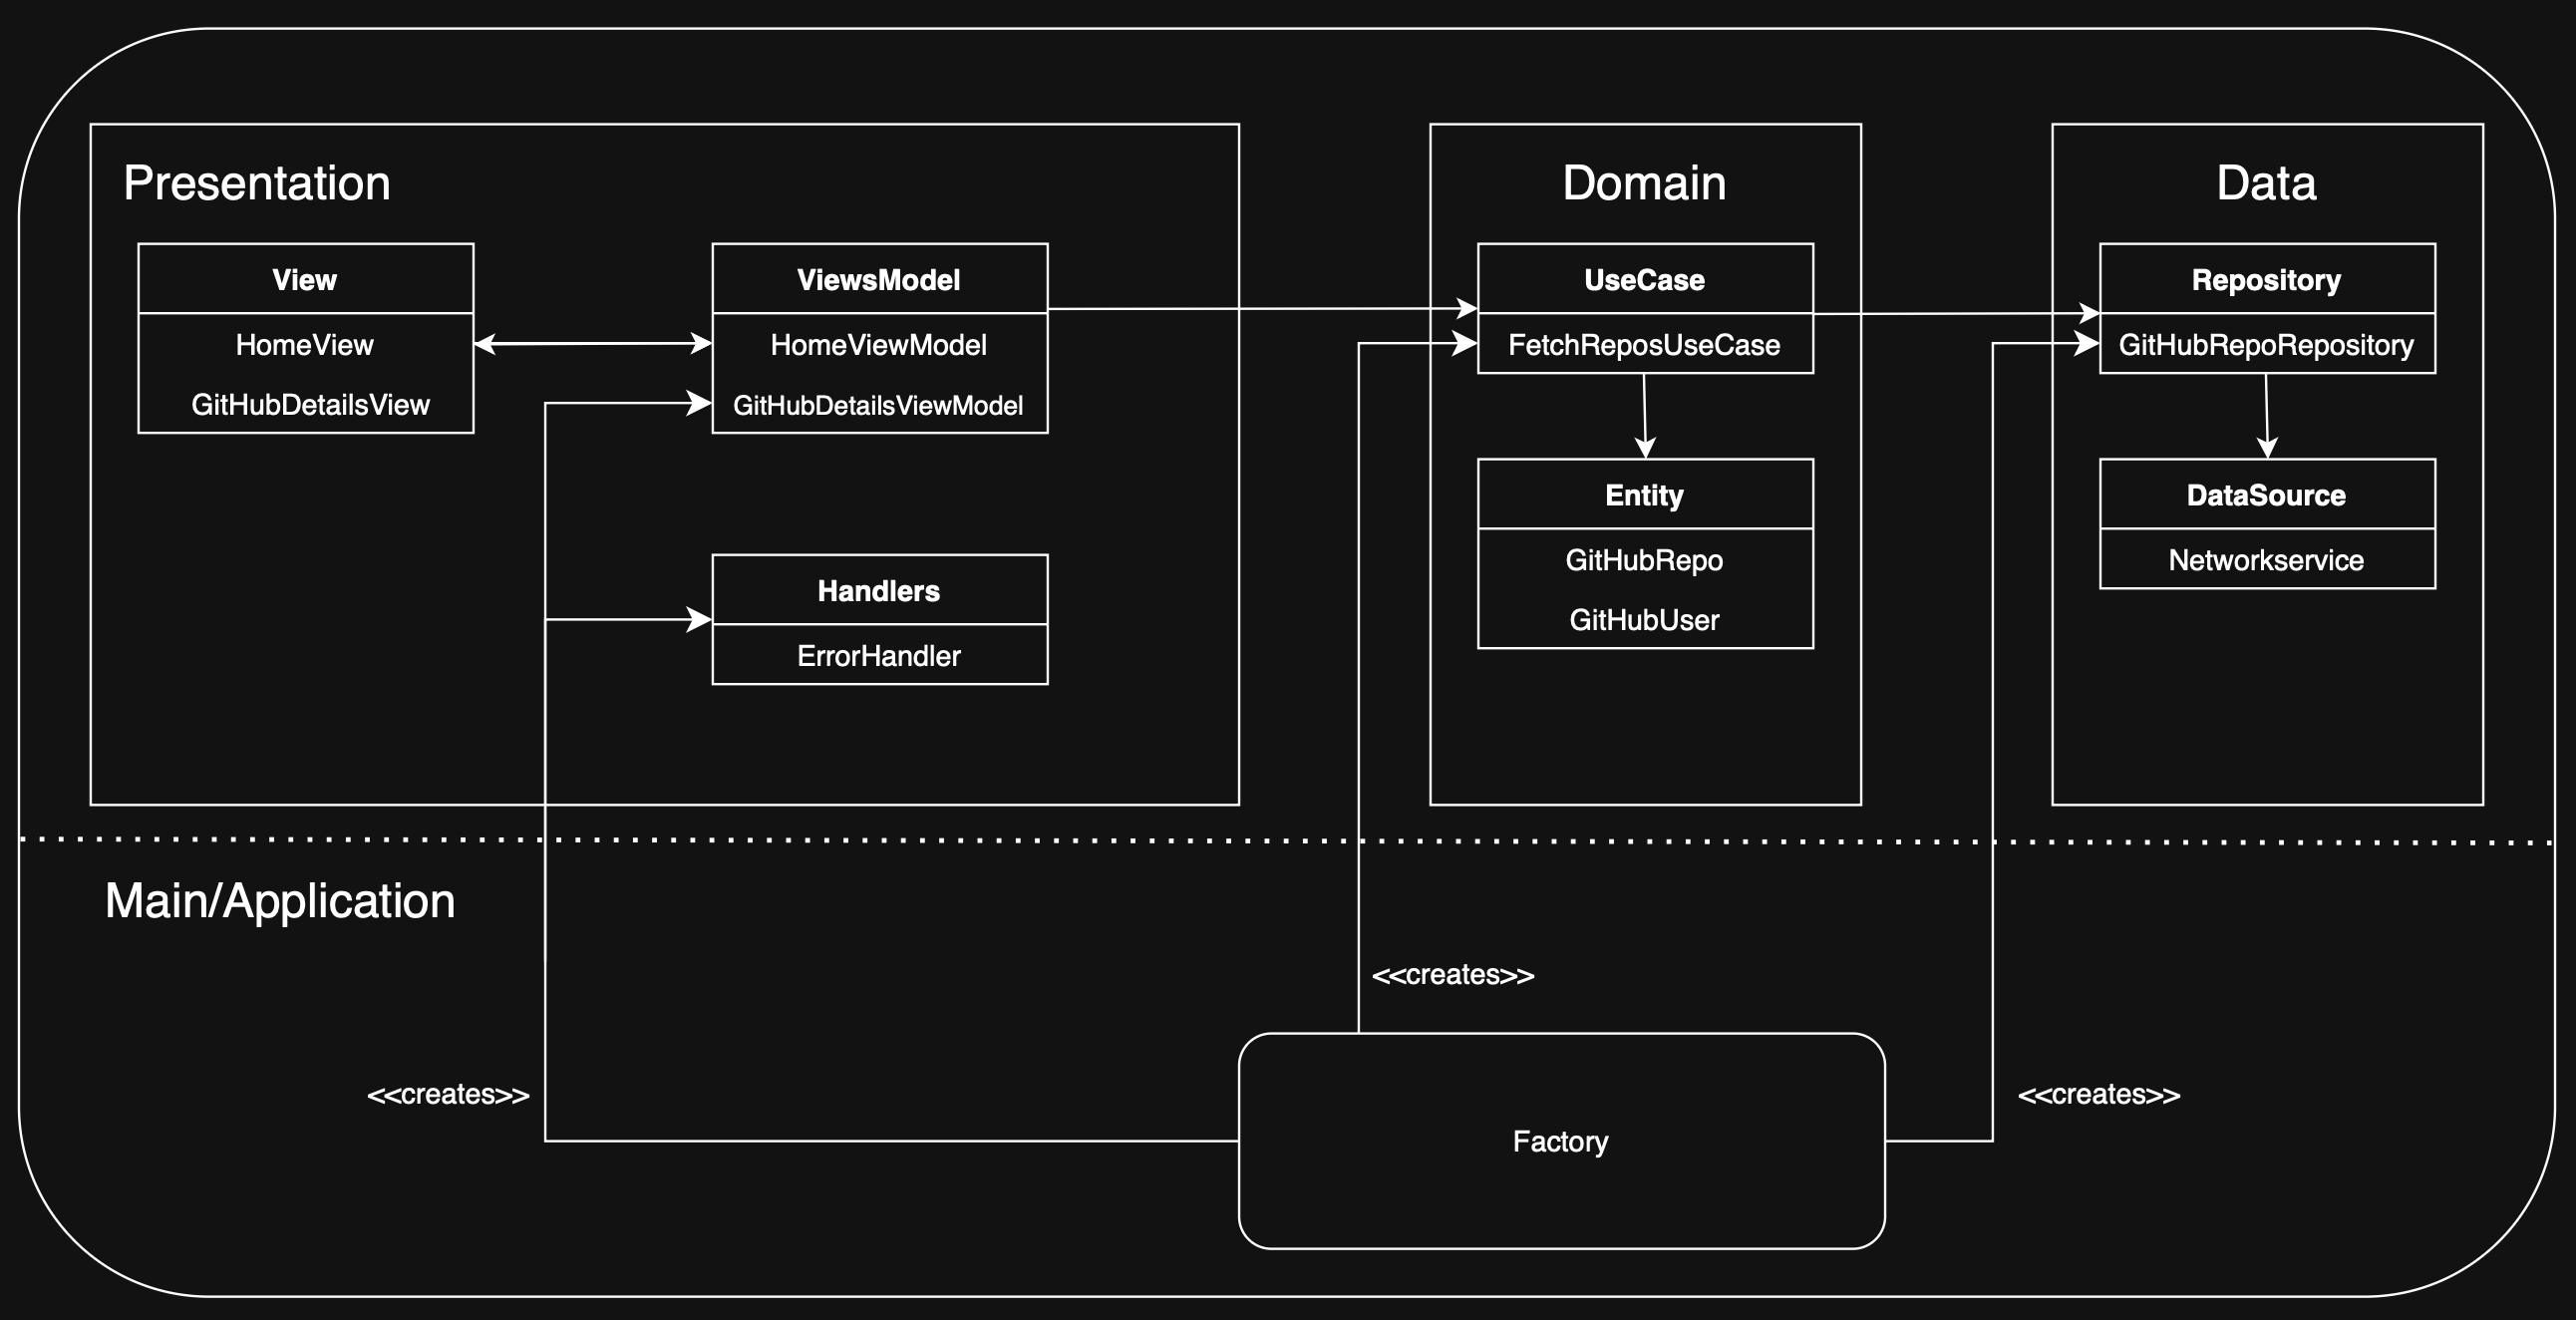 Presentation
View
HomeView
GitHubDetailsView
ViewsModel
HomeViewModel
GitHubDetailsViewModel
Handlers
ErrorHandler
Domain
UseCase
FetchReposUseCase
Entity
GitHubRepo
GitHubUser
Data
Repository
GitHubRepoRepository
DataSource
Networkservice
Main/Application
<<creates>>
<<creates>>
<<creates>>
Factory